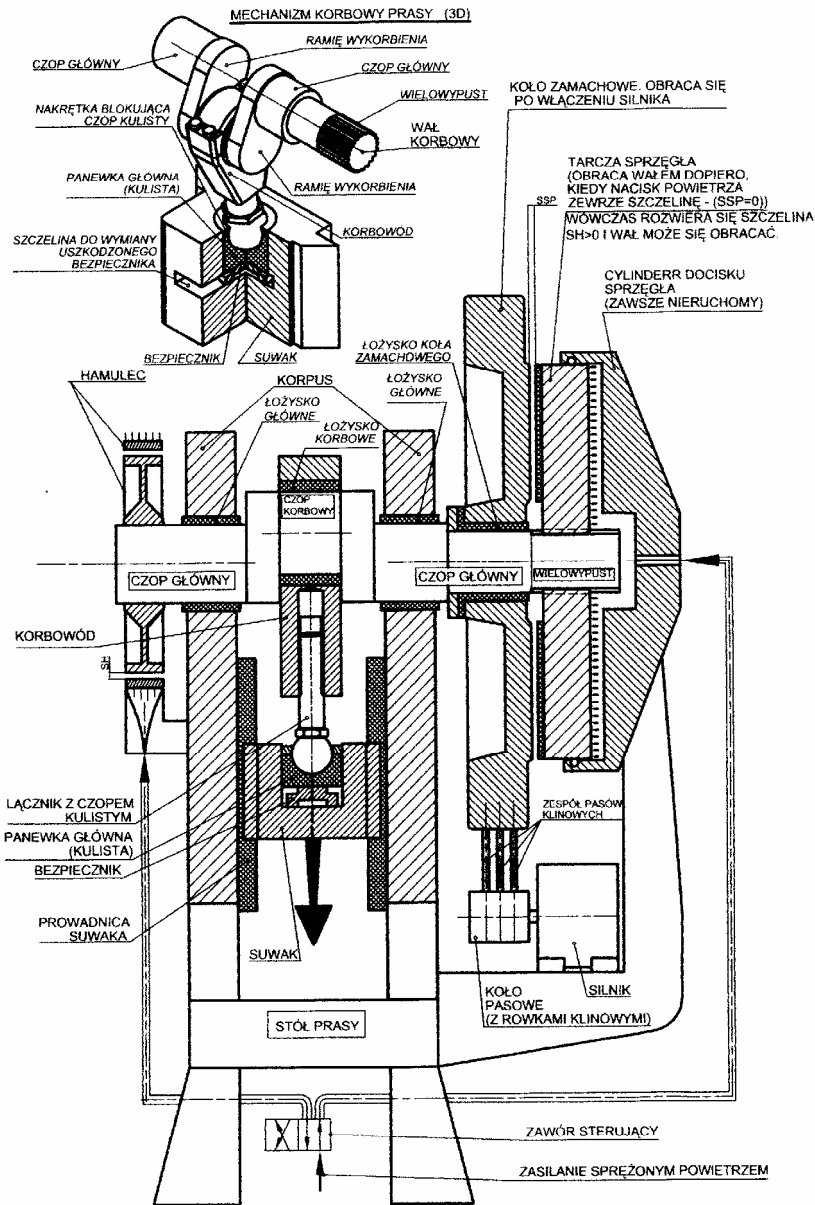 MECHANIZM KORBOWY PRASY (3D)
RAMIĘ WYKORBIENIA
CZOP GŁÓWNY
CZOP GŁÓWNY
WIELOWYPUST
NAKRĘTKA BLOKUJĄCA
CZOP KULISTY
WAŁ
KORBOWY
PANEWKA GŁÓWNA
(KULISTA)
RAMIĘ WYKORBIENIA
KORBOWÓD
SZCZELINA DO WYMIANY
USZKODZONEGO
BEZPIECZNIKA
BEZPIECZNIK
SUWAK
KOŁO ZAMACHOWE. OBRACA SIĘ
PO WŁĄCZENIU SILNIKA
TARCZA SPRZĘGŁA
(OBRACA WAŁEM DOPIERO,
KIEDY NACISK POWIETRZA
ZEWRZE SZCZELINĘ - (SSP=0))
WÓWCZAS ROZWIERA SIĘ SZCZELINA
SH>0 I WAŁ MOŻE SIĘ OBRACAĆ.
SSP
CYLINDERR DOCISKU
SPRZĘGŁA
(ZAWSZE NIERUCHOMY)
HAMULEC
KORPUS
ŁOŻYSKO
GŁÓWNE
ŁOŻYSKO
KORBOWE
ŁOŻYSKO KOŁA
ZAMACHOWEGO
ŁOŻYSKO
GŁÓWNE
CZOP
KORBOWY
CZOP GŁÓWNY
CZOP GŁÓWNY
WIELOWYPUST
KORBOWÓD
SH
ŁĄCZNIK Z CZOPEM
KULISTYM
PANEWKA GŁÓWNA
(KULISTA)
BEZPIECZNIK
PROWADNICA
SUWAKA
SUWAK
ZESPÓŁ PASÓW
KLINOWYCH
KOŁO
PASOWE
(Z ROWKAMI KLINOWYMI)
SILNIK
STÓŁ PRASY
ZAWÓR STERUJĄCY
ZASILANIE SPRĘŻONYM POWIETRZEM